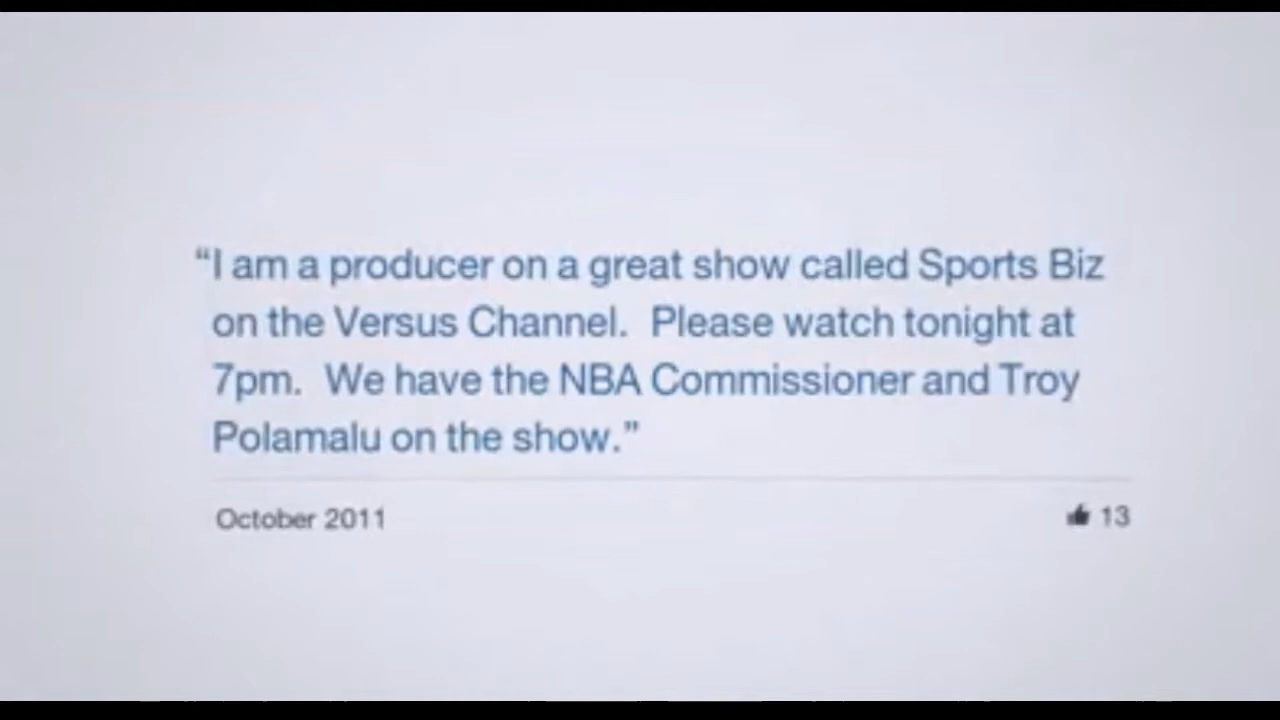 “I am a producer on a great show called Sports Biz
on the Versus Channel.  Please watch tonight at
7pm.  We have the NBA Commissioner and Troy
Polamalu on the show.”
October 2011
13